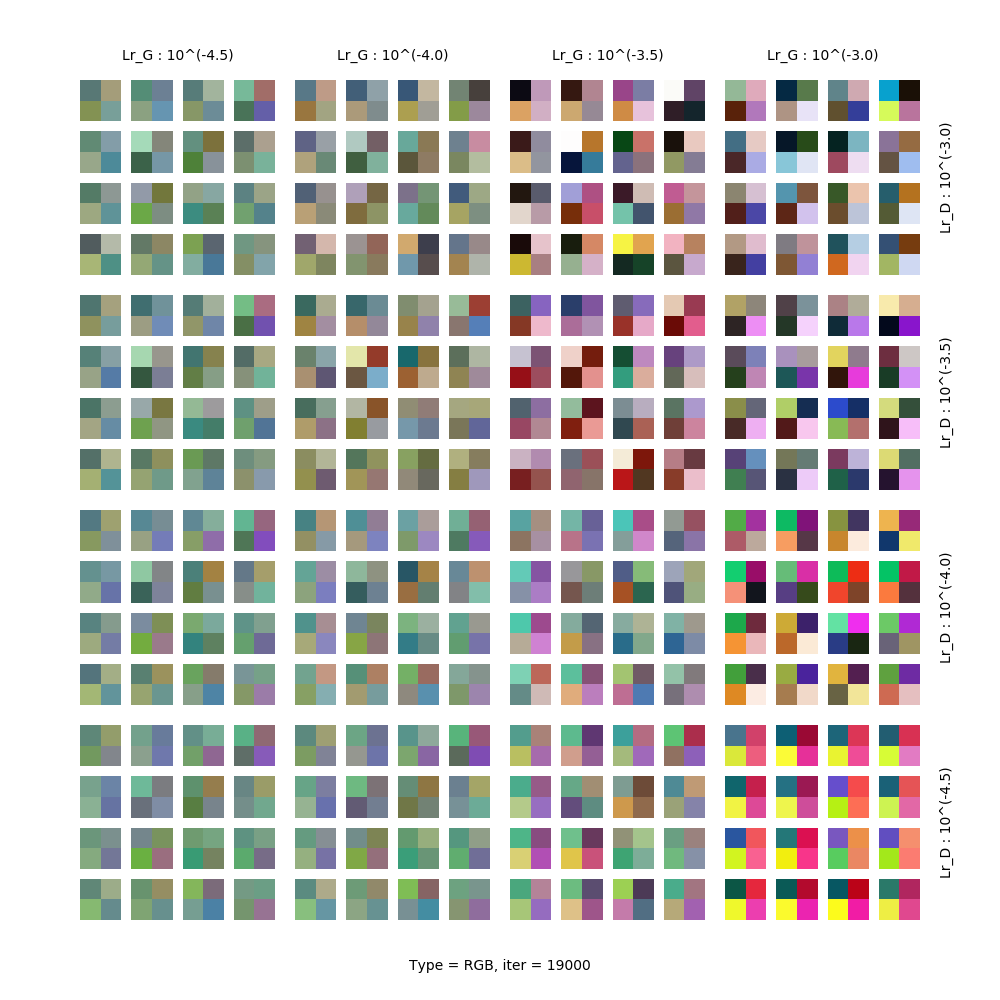 Lr_G : 10^(-4.5)
Lr_G : 10^(-4.0)
Lr_G : 10^(-3.5)
Lr_G : 10^(-3.0)
Lr_D : 10^(-3.0)
Lr_D : 10^(-3.5)
Lr_D : 10^(-4.0)
Lr_D : 10^(-4.5)
Type = RGB, iter = 19000